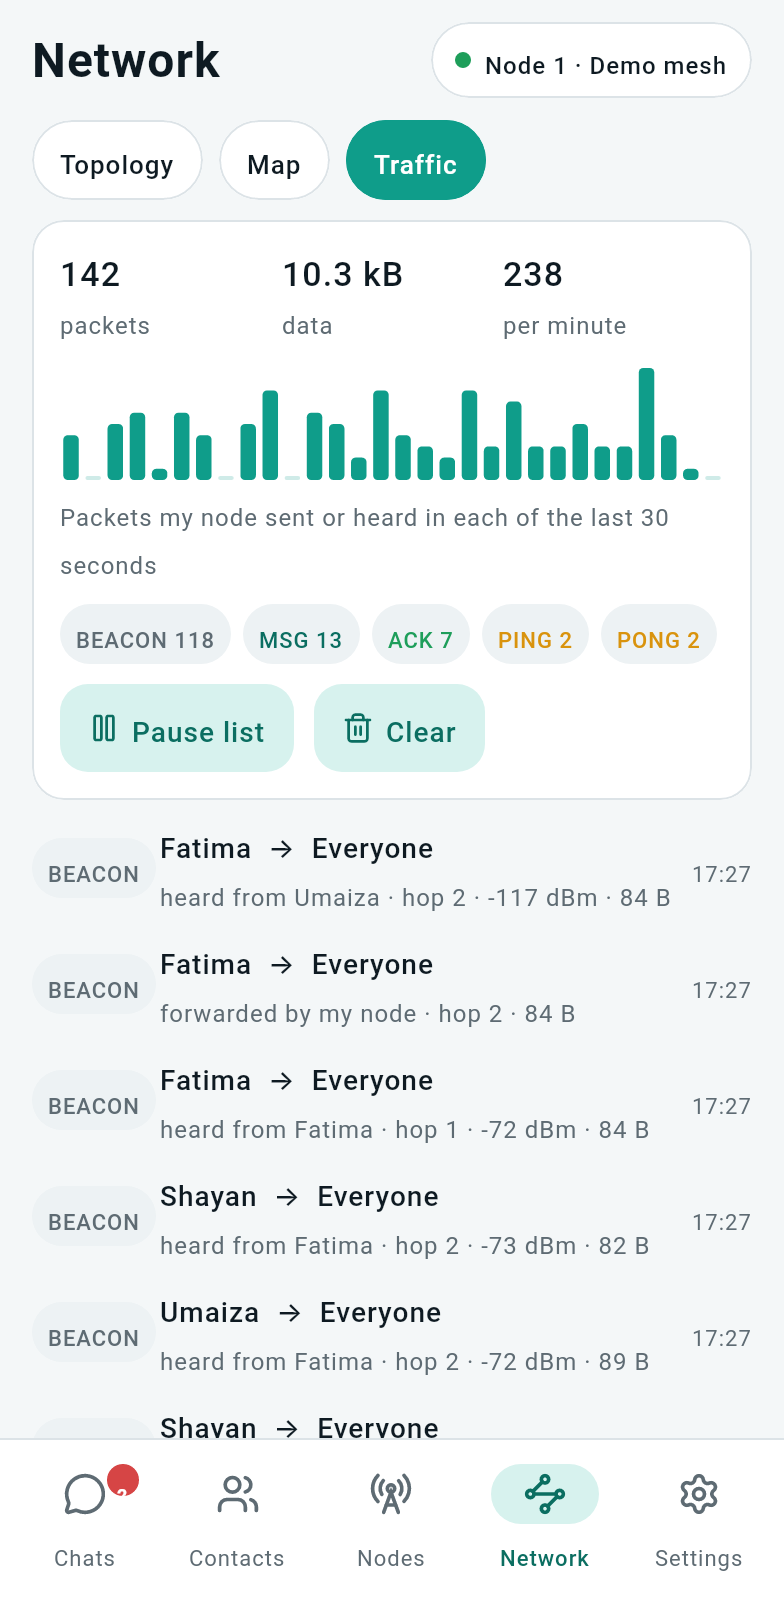 Network
Node 1 · Demo mesh
Topology
Map
Traffic
142
10.3 kB
238
packets
data
per minute
Packets my node sent or heard in each of the last 30
seconds
BEACON 118
MSG 13
ACK 7
PING 2
PONG 2
Pause list
Clear
BEACON
Fatima → Everyone
heard from Umaiza · hop 2 · -117 dBm · 84 B
17:27
BEACON
Fatima → Everyone
forwarded by my node · hop 2 · 84 B
17:27
BEACON
Fatima → Everyone
heard from Fatima · hop 1 · -72 dBm · 84 B
17:27
BEACON
Shayan → Everyone
heard from Fatima · hop 2 · -73 dBm · 82 B
17:27
BEACON
Umaiza → Everyone
heard from Fatima · hop 2 · -72 dBm · 89 B
17:27
Shayan → Everyone
Chats
Contacts
Nodes
Network
Settings